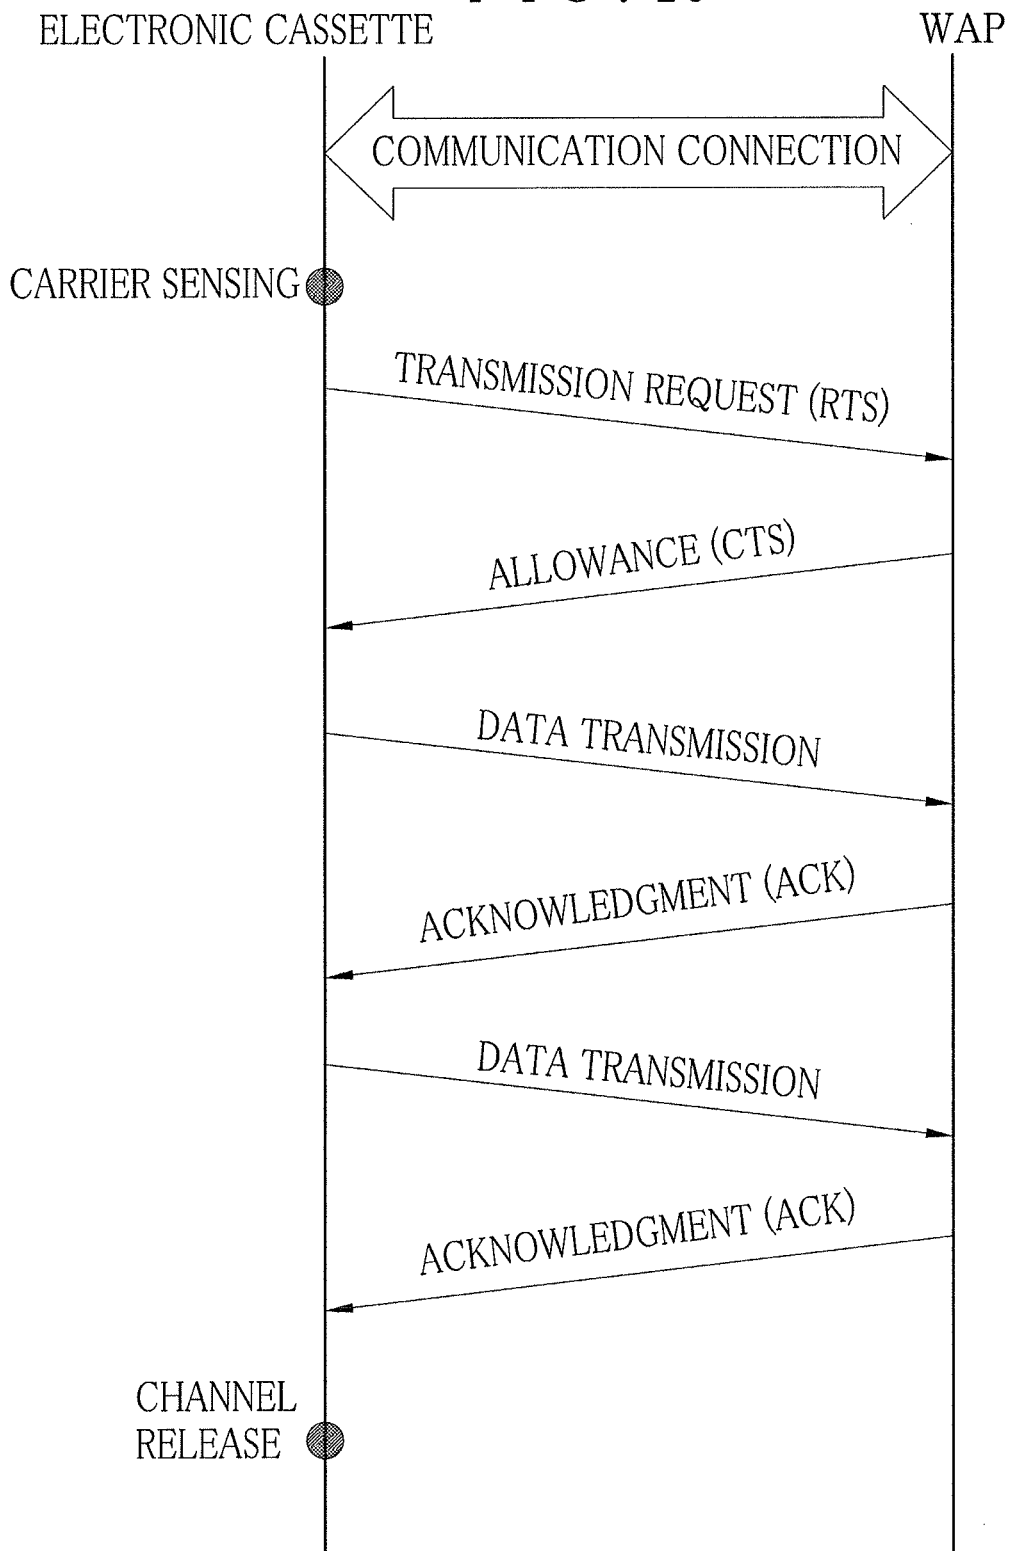 ELECTRONIC CASSETTE
WAP
COMMUNICATION CONNECTION
CARRIER SENSING
TRANSMISSION REQUEST (RTS)
ALLOWANCE (CTS)
DATA TRANSMISSION
ACKNOWLEDGMENT (ACK)
DATA TRANSMISSION
ACKNOWLEDGMENT (ACK)
CHANNEL
RELEASE